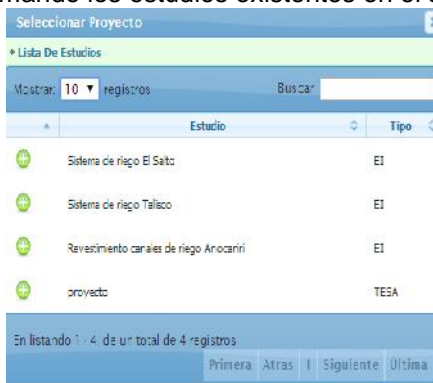 mando los estudios existentes en el
Seleccionar Proyecto
Lista De Estudios
Mostrar: 10 registros Buscar
Estudio Tipo
Sistema de riego El Salto EI
Sistema de riego Talisco EI
Revestimiento canales de riego Anocariri EI
proyecto TESA
En listando 1 - 4, de un total de 4 registros
Primera Atras 1 Siguiente Última